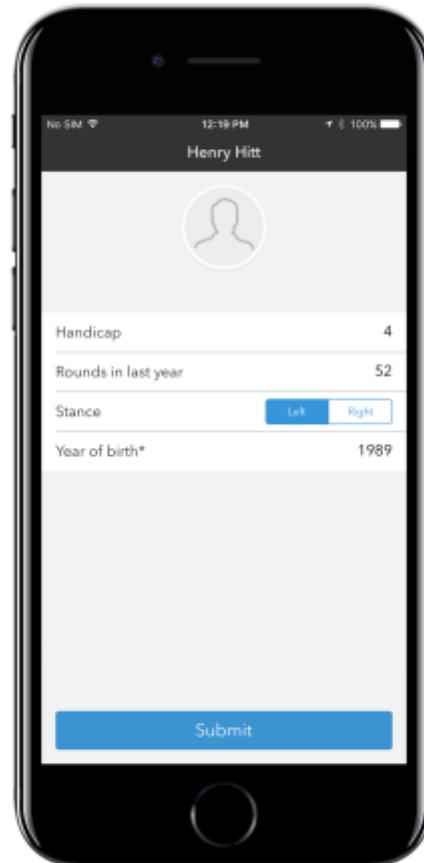 No SIM 12:19 PM 100%
Henry Hitt
Handicap 4
Rounds in last year 52
Stance Left Right
Year of birth* 1989
Submit